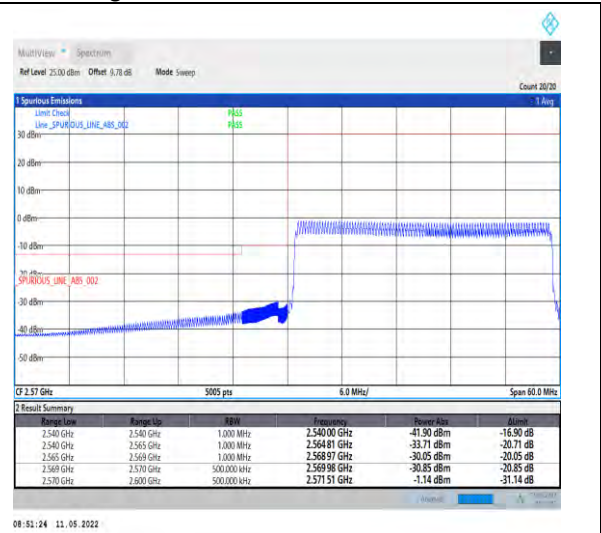 MultiView Spectrum
Ref Level 25.00 dBm Offset 9.78 dB Mode Sweep
Count 20/20
1 Spurious Emissions 1 Avg
Limit Check PASS
Line _SPURIOUS_LINE_ABS_002 PASS
30 dBm
20 dBm
10 dBm
0 dBm
-10 dBm
-20 dBm
_SPURIOUS_LINE_ABS_002
-30 dBm
-40 dBm
-50 dBm
CF 2.57 GHz 5005 pts 6.0 MHz/ Span 60.0 MHz
2 Result Summary
Range Low Range Up RBW Frequency Power Abs ΔLimit
2.540 GHz 2.540 GHz 1.000 MHz 2.54000 GHz -41.90 dBm -16.90 dB
2.540 GHz 2.565 GHz 1.000 MHz 2.56481 GHz -33.71 dBm -20.71 dB
2.565 GHz 2.569 GHz 1.000 MHz 2.56897 GHz -30.05 dBm -20.05 dB
2.569 GHz 2.570 GHz 500.000 kHz 2.56998 GHz -30.85 dBm -20.85 dB
2.570 GHz 2.600 GHz 500.000 kHz 2.57151 GHz -1.14 dBm -31.14 dB
08:51:24 11.05.2022